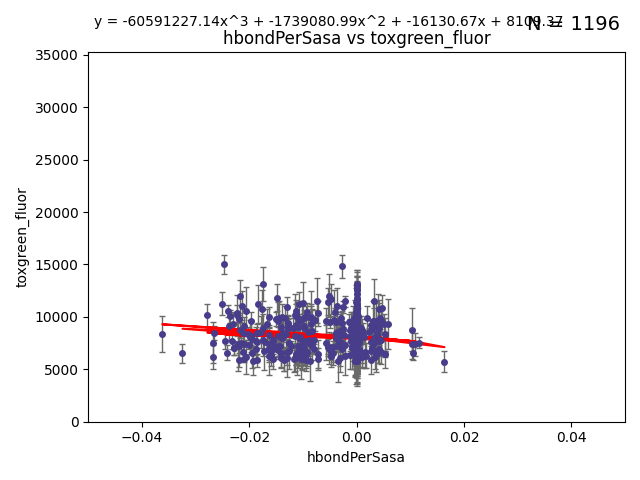 y = -60591227.14x^3 + -1739080.99x^2 + -16130.67x + 8109.37
N = 1196
hbondPerSasa vs toxgreen_fluor
35000
30000
25000
20000
15000
10000
5000
0
toxgreen_fluor
−0.04 −0.02 0.00 0.02 0.04
hbondPerSasa